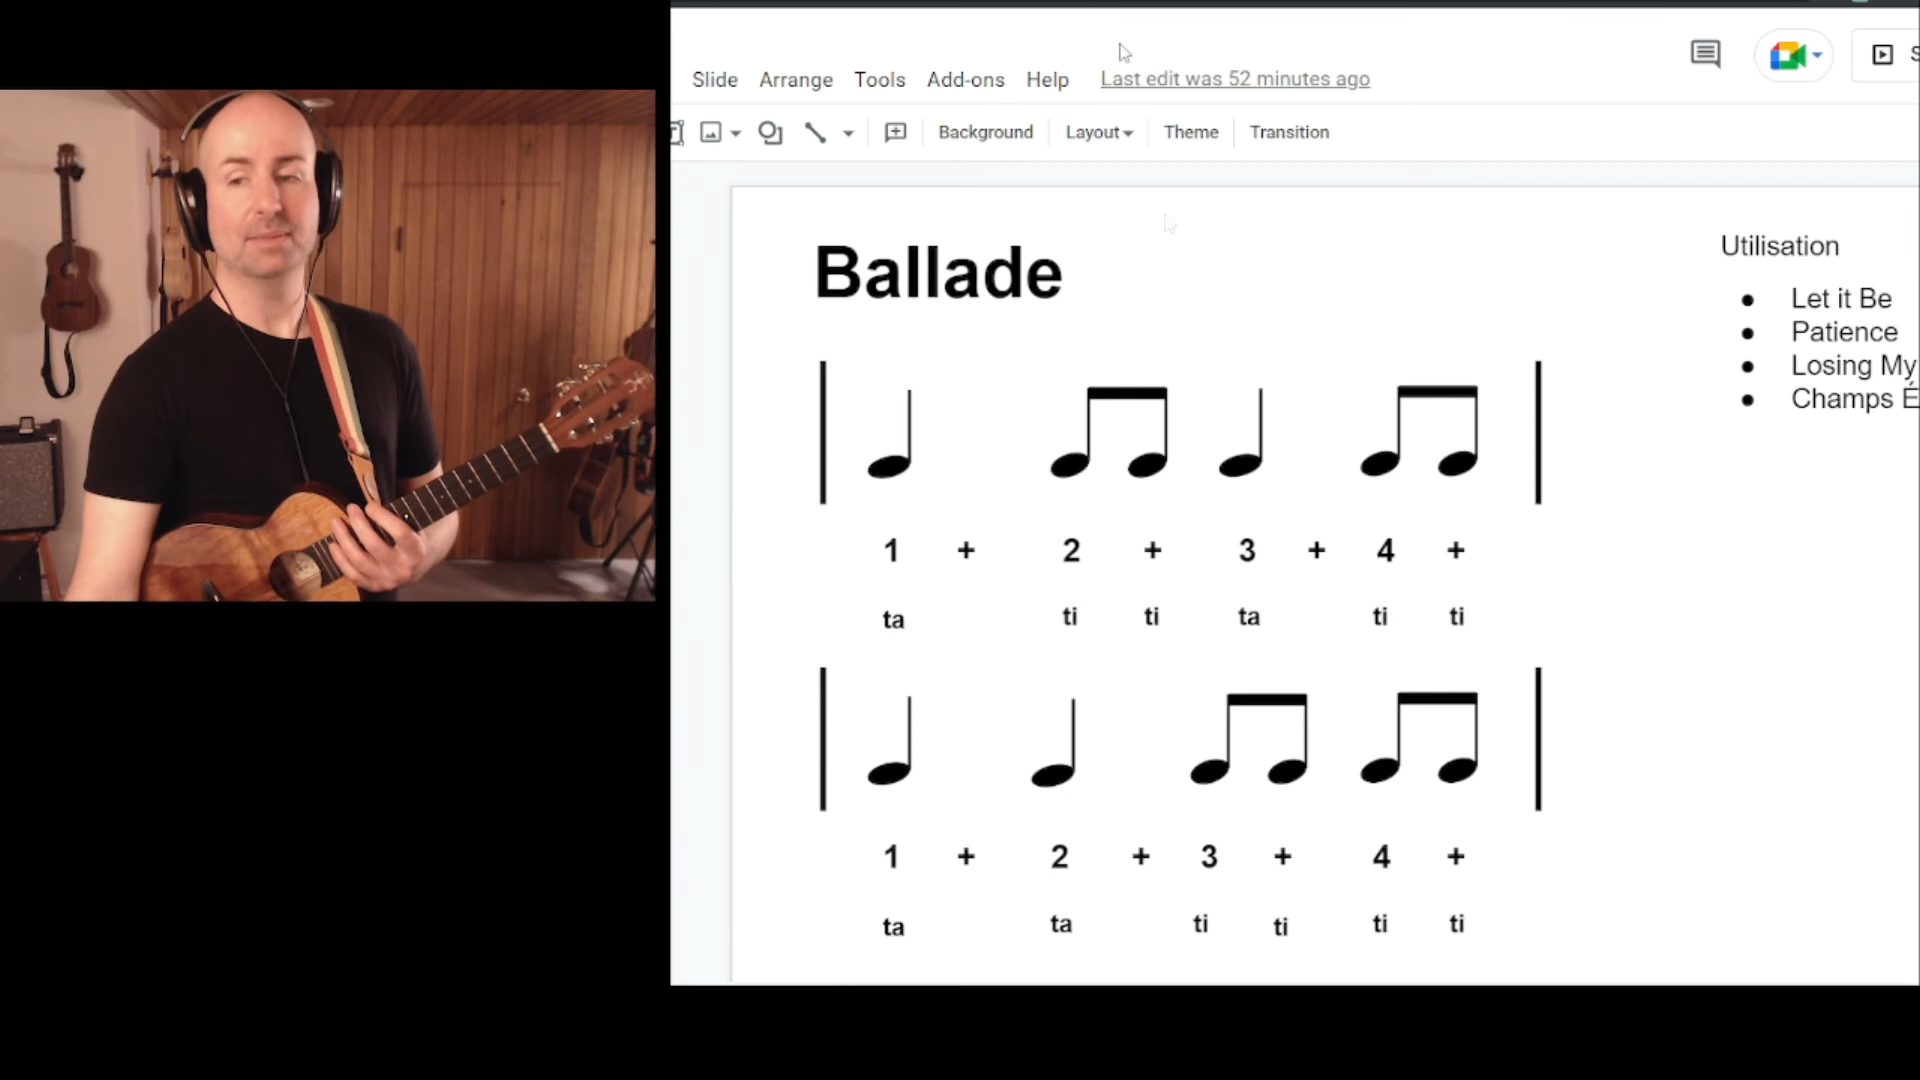 Slide Arrange Tools Add-ons Help Last edit was 52 minutes ago
Background Layout Theme Transition
Ballade
Utilisation
● Let it Be
● Patience
● Losing My
● Champs É
1 + 2 + 3 + 4 +
ta ti ti ta ti ti
1 + 2 + 3 + 4 +
ta ta ti ti ti ti